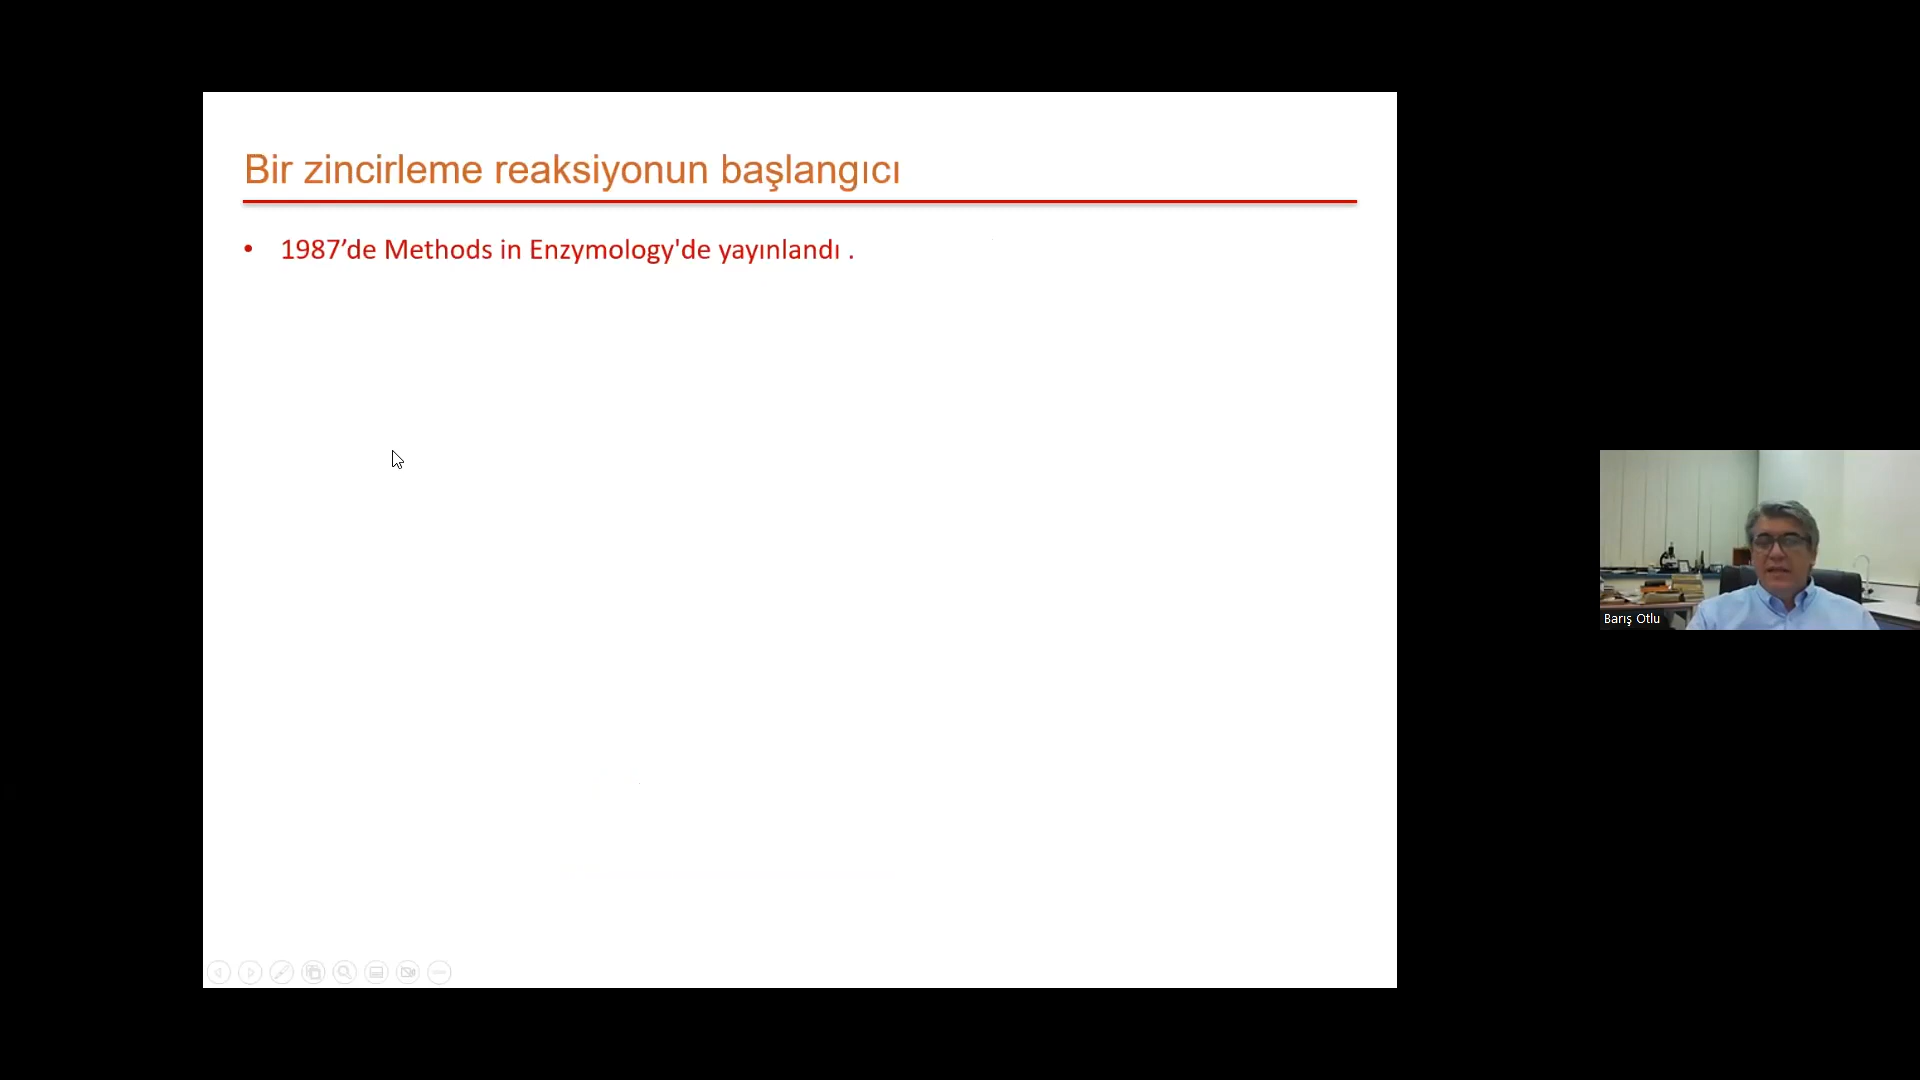 Bir zincirleme reaksiyonun başlangıcı
• 1987’de Methods in Enzymology'de yayınlandı .
Barış Otlu